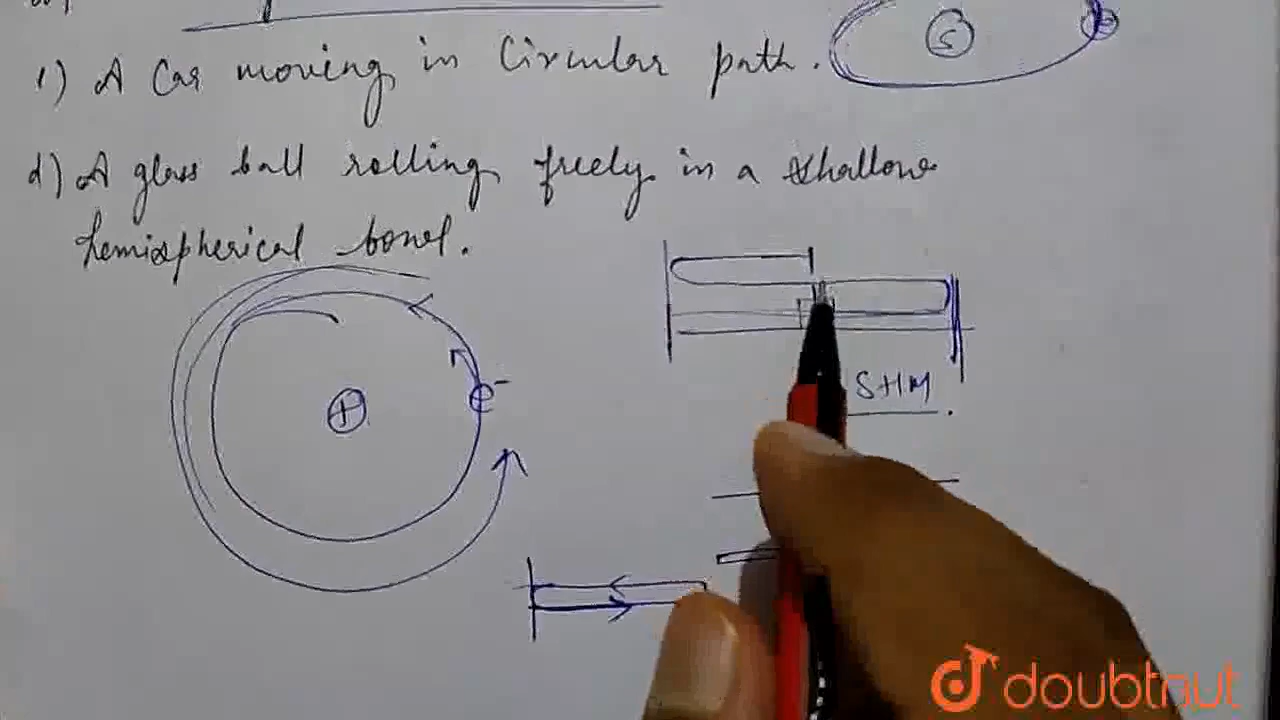 1) A Car moving in Circular path.
S
d) A glass ball rolling freely in a shallow
hemispherical bowl.
+
e-
SHM
doubtnut